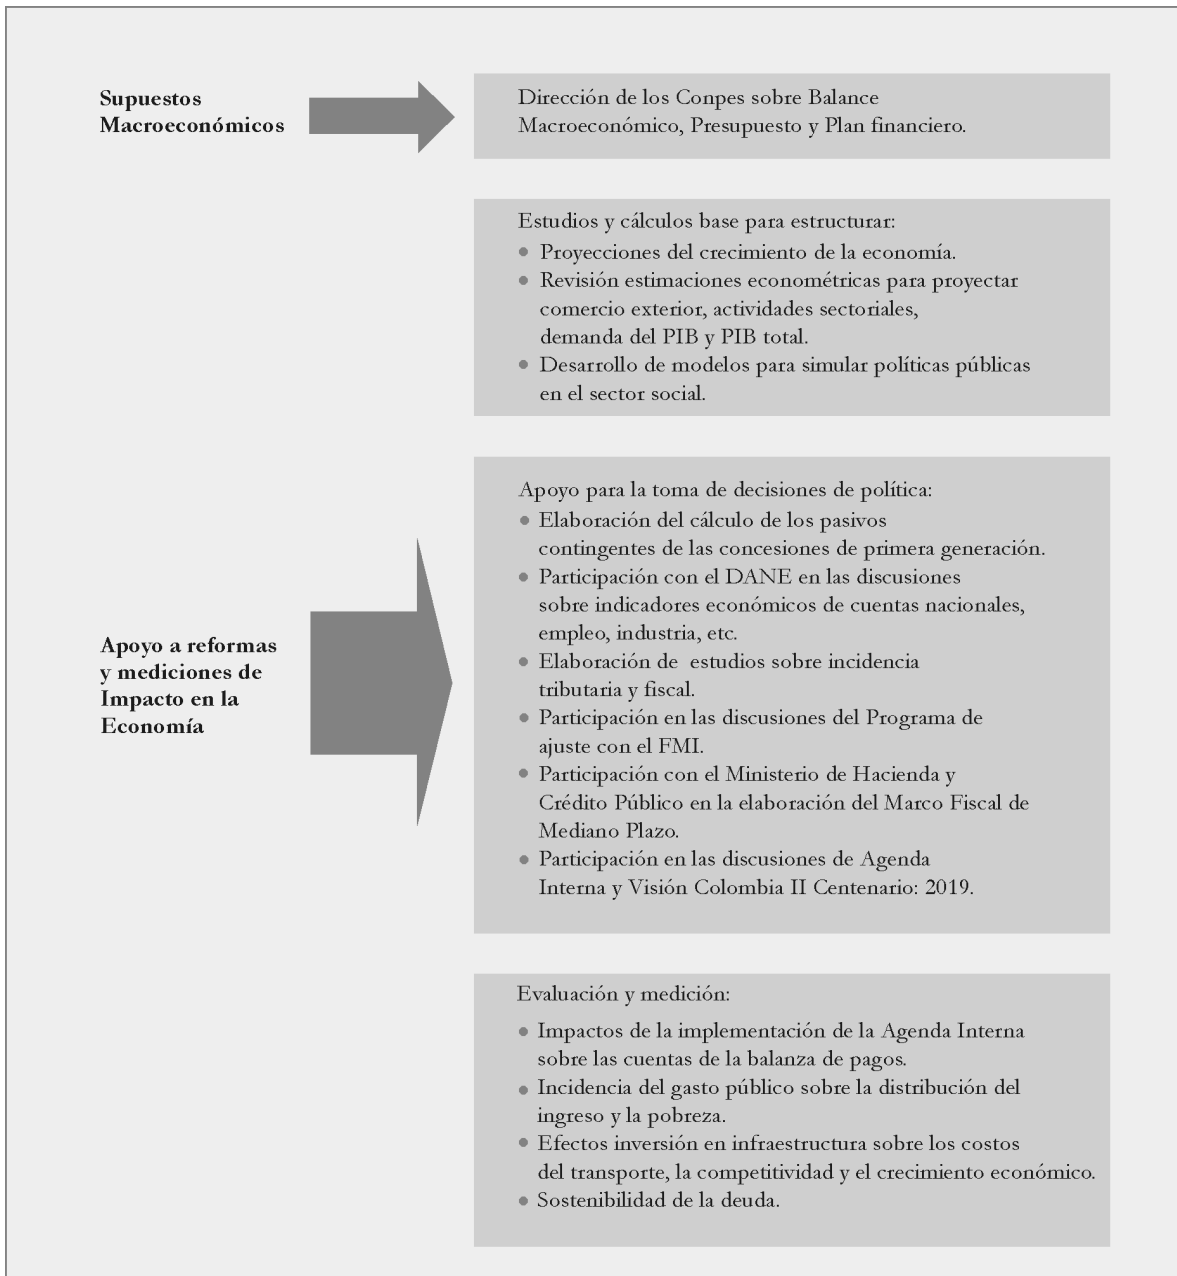 Supuestos
Macroeconómicos
Dirección de los Conpes sobre Balance
Macroeconómico, Presupuesto y Plan financiero.
Estudios y cálculos base para estructurar:
• Proyecciones del crecimiento de la economía.
• Revisión estimaciones econométricas para proyectar
comercio exterior, actividades sectoriales,
demanda del PIB y PIB total.
• Desarrollo de modelos para simular políticas públicas
en el sector social.
Apoyo a reformas
y mediciones de
Impacto en la
Economía
Apoyo para la toma de decisiones de política:
• Elaboración del cálculo de los pasivos
contingentes de las concesiones de primera generación.
• Participación con el DANE en las discusiones
sobre indicadores económicos de cuentas nacionales,
empleo, industria, etc.
• Elaboración de estudios sobre incidencia
tributaria y fiscal.
• Participación en las discusiones del Programa de
ajuste con el FMI.
• Participación con el Ministerio de Hacienda y
Crédito Público en la elaboración del Marco Fiscal de
Mediano Plazo.
• Participación en las discusiones de Agenda
Interna y Visión Colombia II Centenario: 2019.
Evaluación y medición:
• Impactos de la implementación de la Agenda Interna
sobre las cuentas de la balanza de pagos.
• Incidencia del gasto público sobre la distribución del
ingreso y la pobreza.
• Efectos inversión en infraestructura sobre los costos
del transporte, la competitividad y el crecimiento económico.
• Sostenibilidad de la deuda.